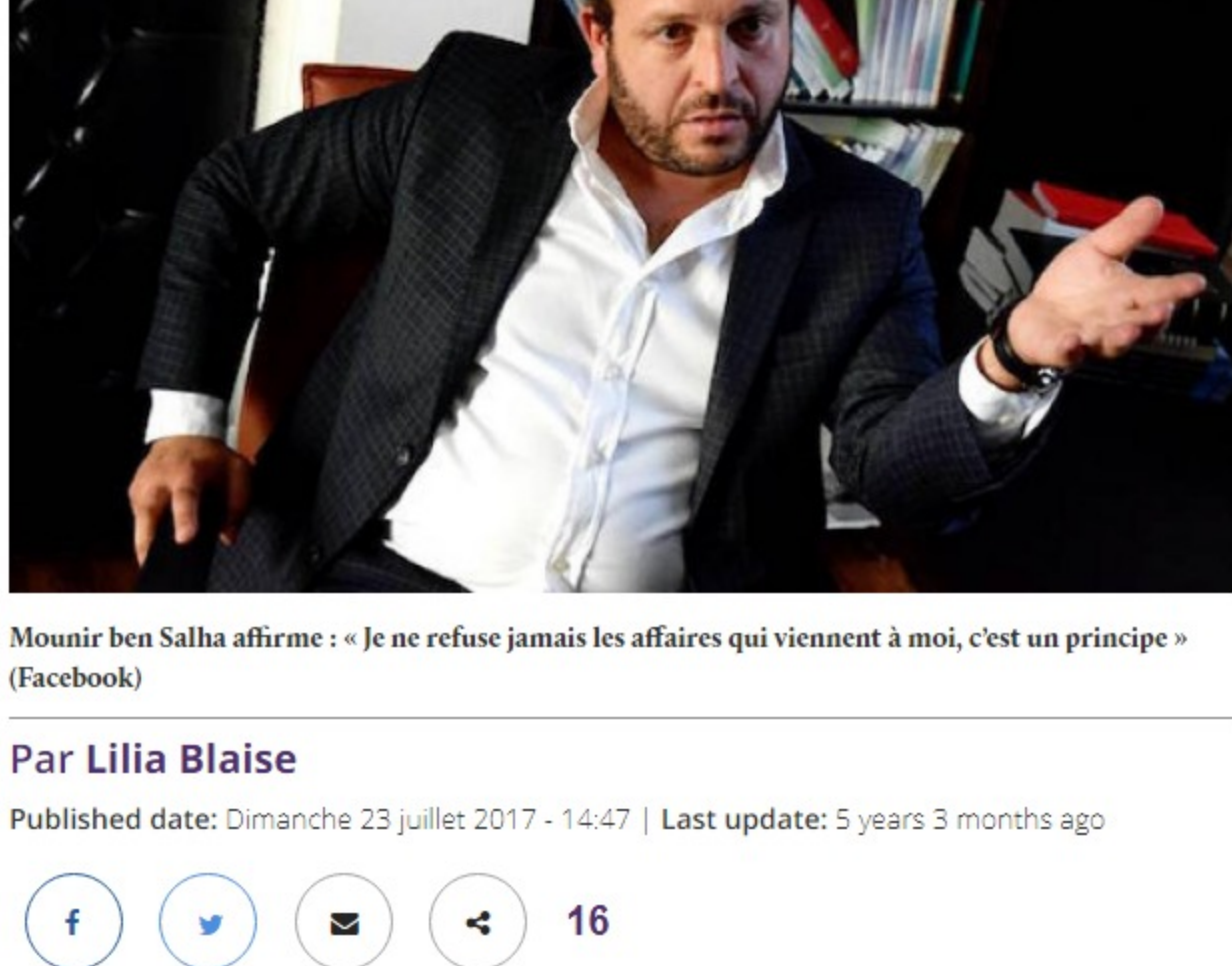 Mounir ben Salha affirme : « Je ne refuse jamais les affaires qui viennent à moi, c’est un principe »
(Facebook)
Par Lilia Blaise
Published date: Dimanche 23 juillet 2017 - 14:47 | Last update: 5 years 3 months ago
16